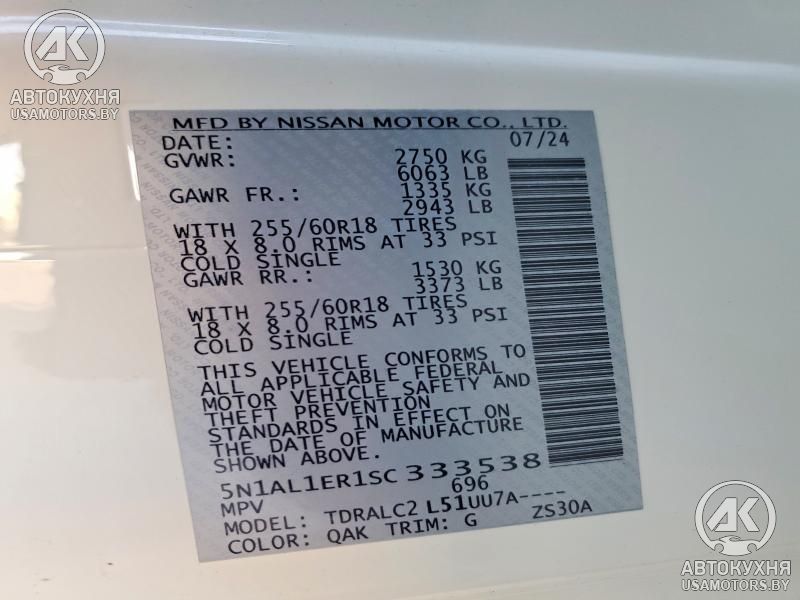 AK
АВТОКУХНЯ
USAMOTORS.BY
MFD BY NISSAN MOTOR CO., LTD.
DATE: 07/24
GVWR: 2750 KG
6063 LB
GAWR FR.: 1335 KG
2943 LB
WITH 255/60R18 TIRES
18 X 8.0 RIMS AT 33 PSI
COLD SINGLE
GAWR RR.: 1530 KG
3373 LB
WITH 255/60R18 TIRES
18 X 8.0 RIMS AT 33 PSI
COLD SINGLE
THIS VEHICLE CONFORMS TO
ALL APPLICABLE FEDERAL
MOTOR VEHICLE SAFETY AND
THEFT PREVENTION
STANDARDS IN EFFECT ON
THE DATE OF MANUFACTURE
SHOWN ABOVE.
5N1AL1ER1SC 333538
MPV 696
MODEL: TDRALC2 L51UU7A----
COLOR: QAK TRIM: G ZS30A
AK
АВТОКУХНЯ
USAMOTORS.BY